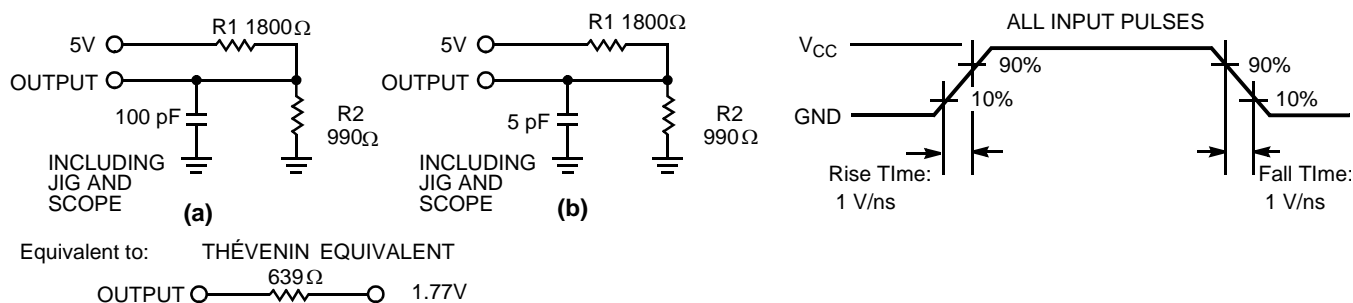 R1 1800Ω
5V
OUTPUT
100 pF
R2
990Ω
INCLUDING
JIG AND
SCOPE
(a)
R1 1800Ω
5V
OUTPUT
5 pF
R2
990Ω
INCLUDING
JIG AND
SCOPE
(b)
ALL INPUT PULSES
VCC
90%
10%
GND
90%
10%
Rise TIme:
1 V/ns
Fall TIme:
1 V/ns
Equivalent to: THÉVENIN EQUIVALENT
639Ω
OUTPUT 1.77V